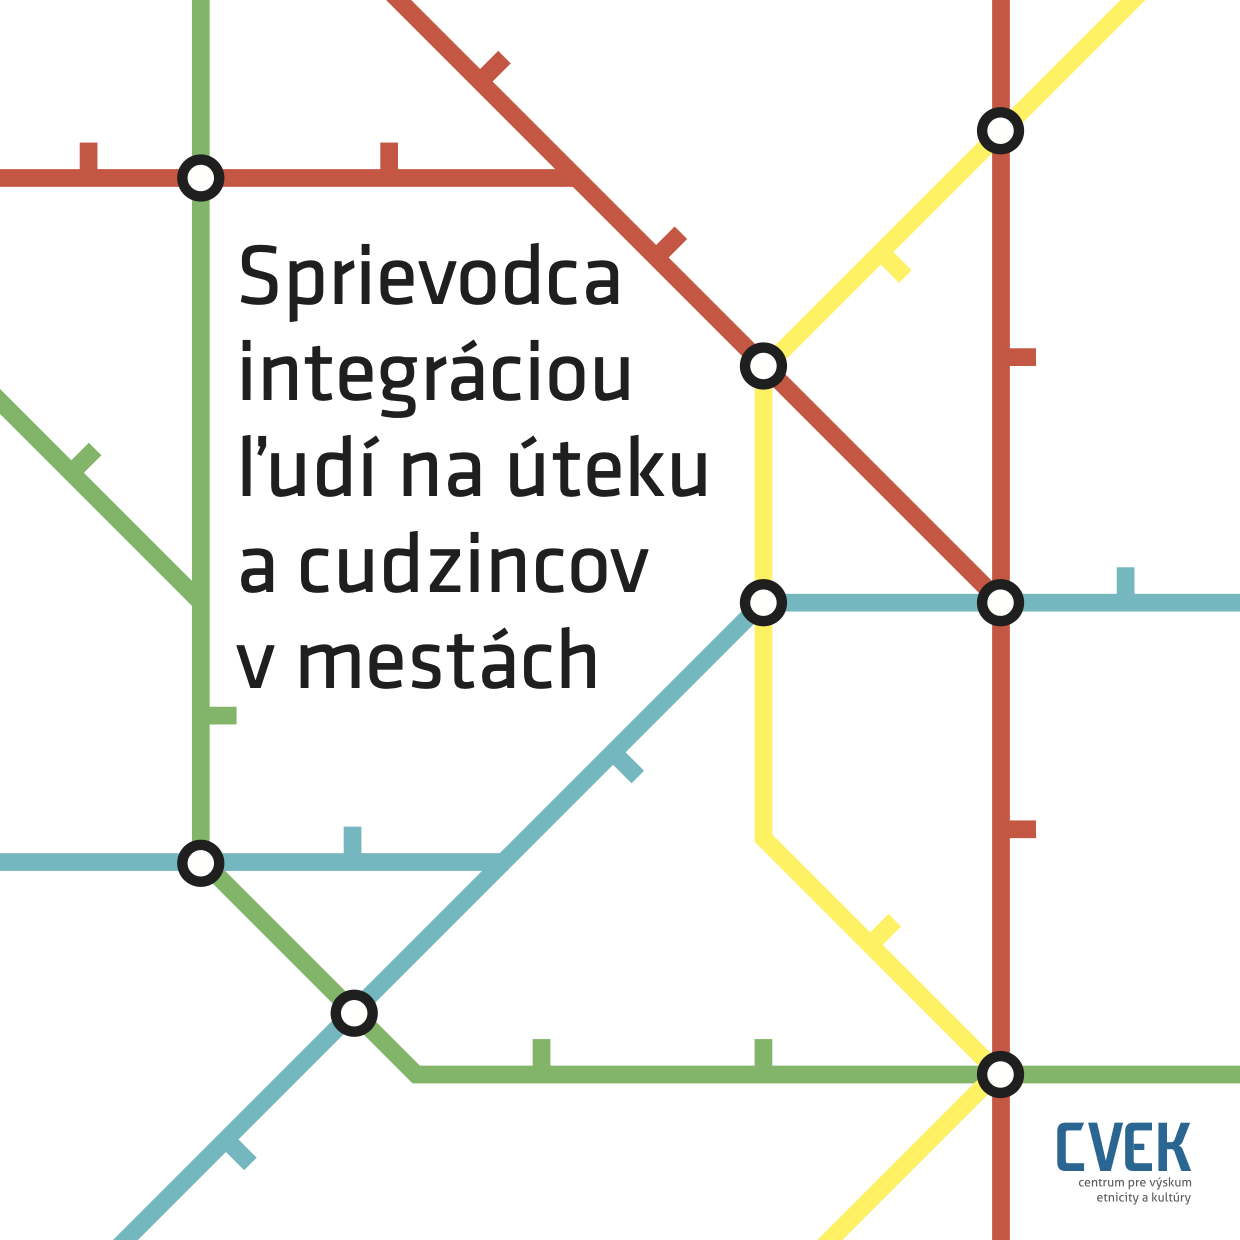 Sprievodca
integráciou
ľudí na úteku
a cudzincov
v mestách
CVEK
centrum pre výskum
etnicity a kultúry